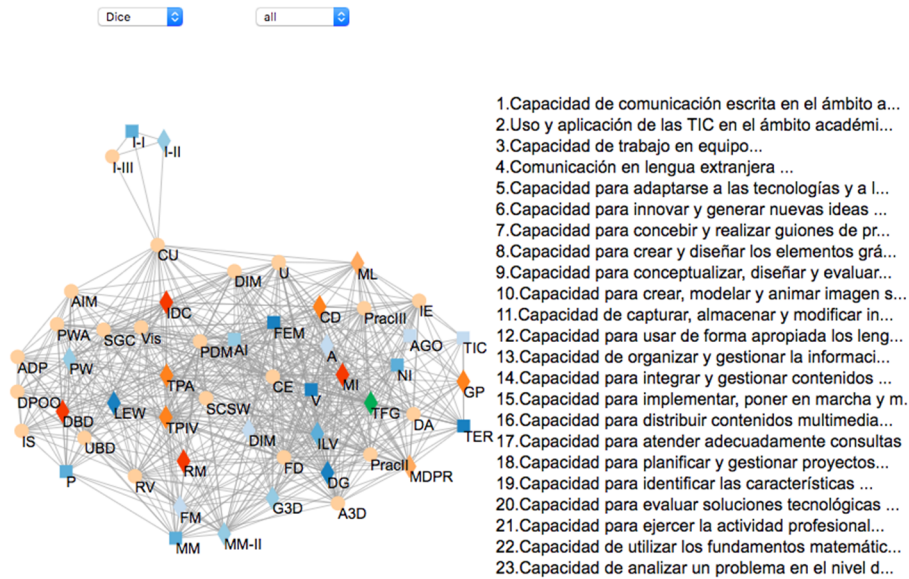 Dice
all
I-I
I-II
I-III
CU
DIM
U
ML
AIM
IDC
CD
PracIII
IE
PWA
SGC
Vis
FEM
PDM
AI
A
AGO
TIC
ADP
PW
CE
MI
NI
GP
TPA
V
DPOO
DBD
LEW
SCSW
TFG
DA
TPIV
IS
UBD
DIM
ILV
TER
P
RV
RM
FD
DG
PracII
MDPR
FM
G3D
A3D
MM
MM-II
1.Capacidad de comunicación escrita en el ámbito a...
2.Uso y aplicación de las TIC en el ámbito académi...
3.Capacidad de trabajo en equipo...
4.Comunicación en lengua extranjera ...
5.Capacidad para adaptarse a las tecnologías y a l...
6.Capacidad para innovar y generar nuevas ideas ...
7.Capacidad para concebir y realizar guiones de pr...
8.Capacidad para crear y diseñar los elementos grá...
9.Capacidad para conceptualizar, diseñar y evaluar...
10.Capacidad para crear, modelar y animar imagen s...
11.Capacidad de capturar, almacenar y modificar in...
12.Capacidad para usar de forma apropiada los leng...
13.Capacidad de organizar y gestionar la informaci...
14.Capacidad para integrar y gestionar contenidos ...
15.Capacidad para implementar, poner en marcha y m.
16.Capacidad para distribuir contenidos multimedia...
17.Capacidad para atender adecuadamente consultas
18.Capacidad para planificar y gestionar proyectos...
19.Capacidad para identificar las características ...
20.Capacidad para evaluar soluciones tecnológicas ...
21.Capacidad para ejercer la actividad profesional...
22.Capacidad de utilizar los fundamentos matemátic...
23.Capacidad de analizar un problema en el nivel d...